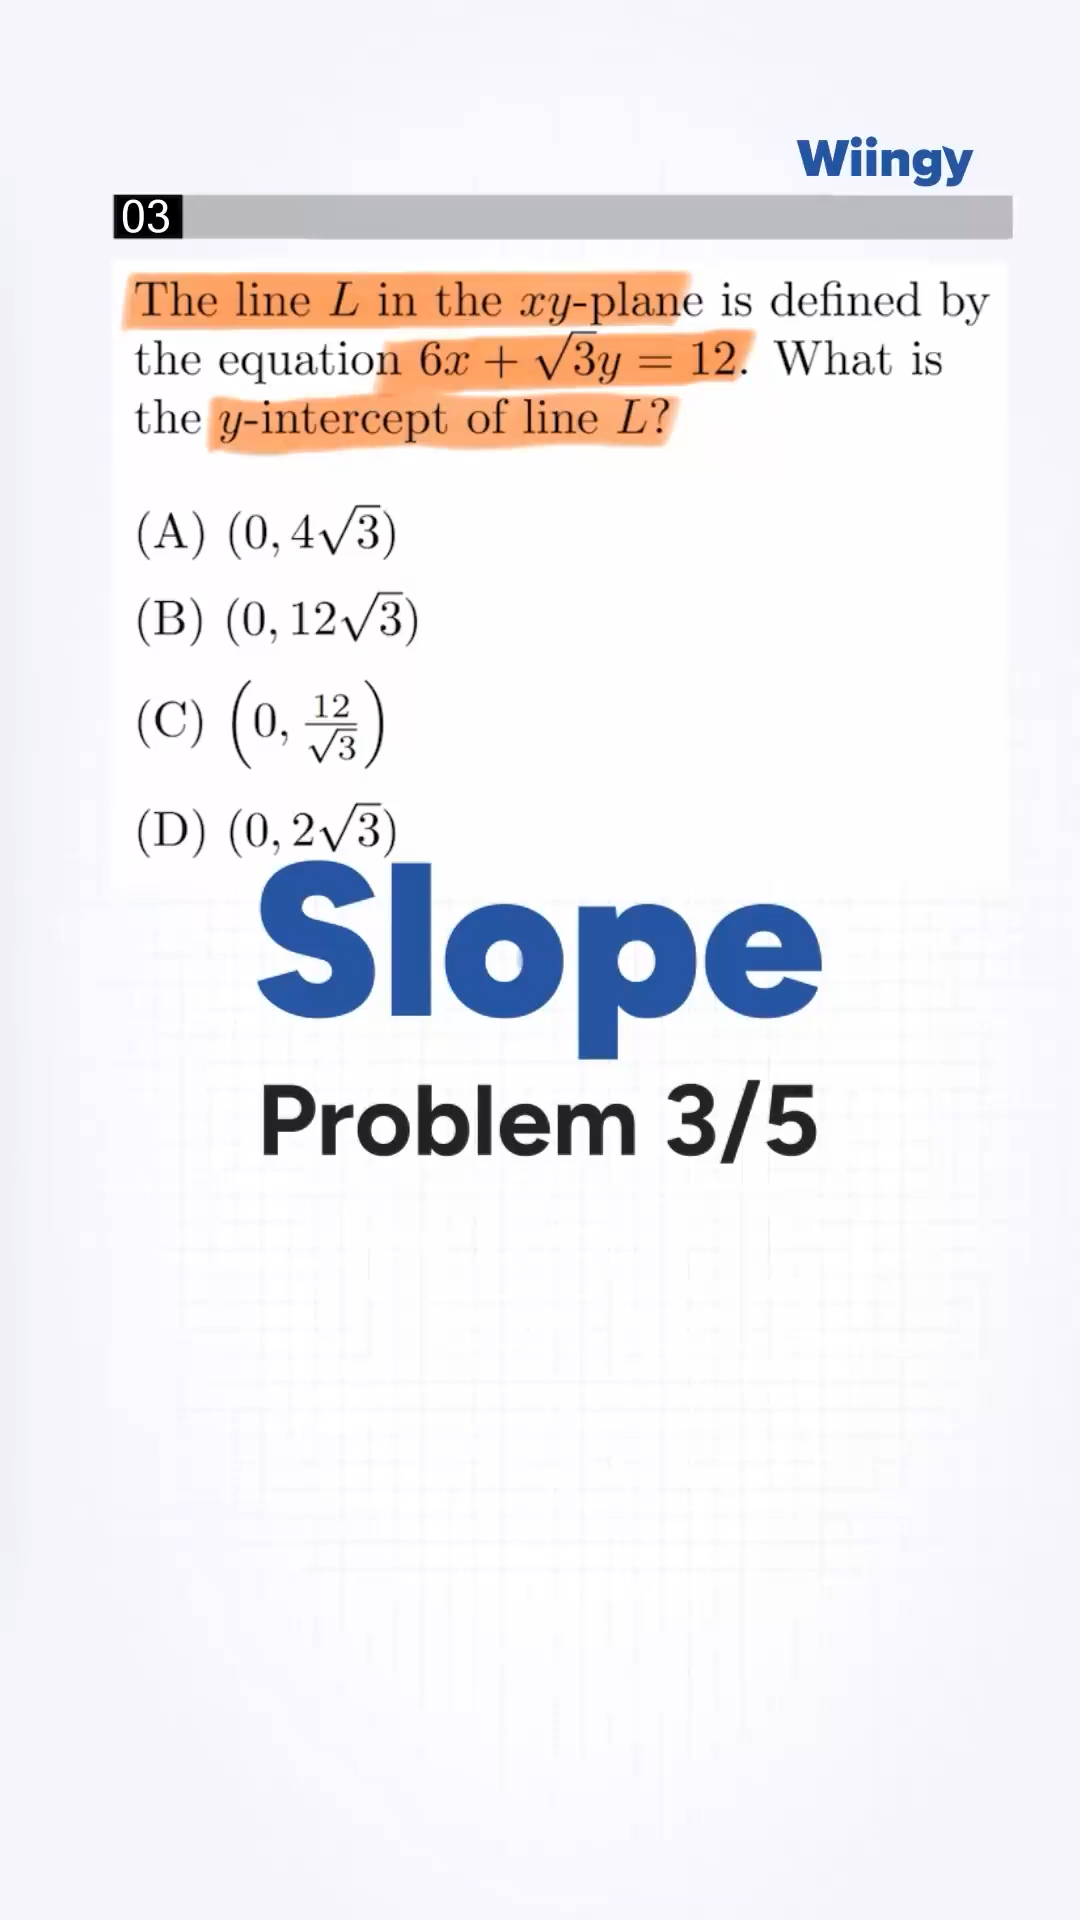 Wiingy
03
The line L in the xy-plane is defined by
the equation 6x + √3y = 12. What is
the y-intercept of line L?
(A) (0, 4√3)
(B) (0, 12√3)
(C) (0, 12/√3)
(D) (0, 2√3)
Slope
Problem 3/5